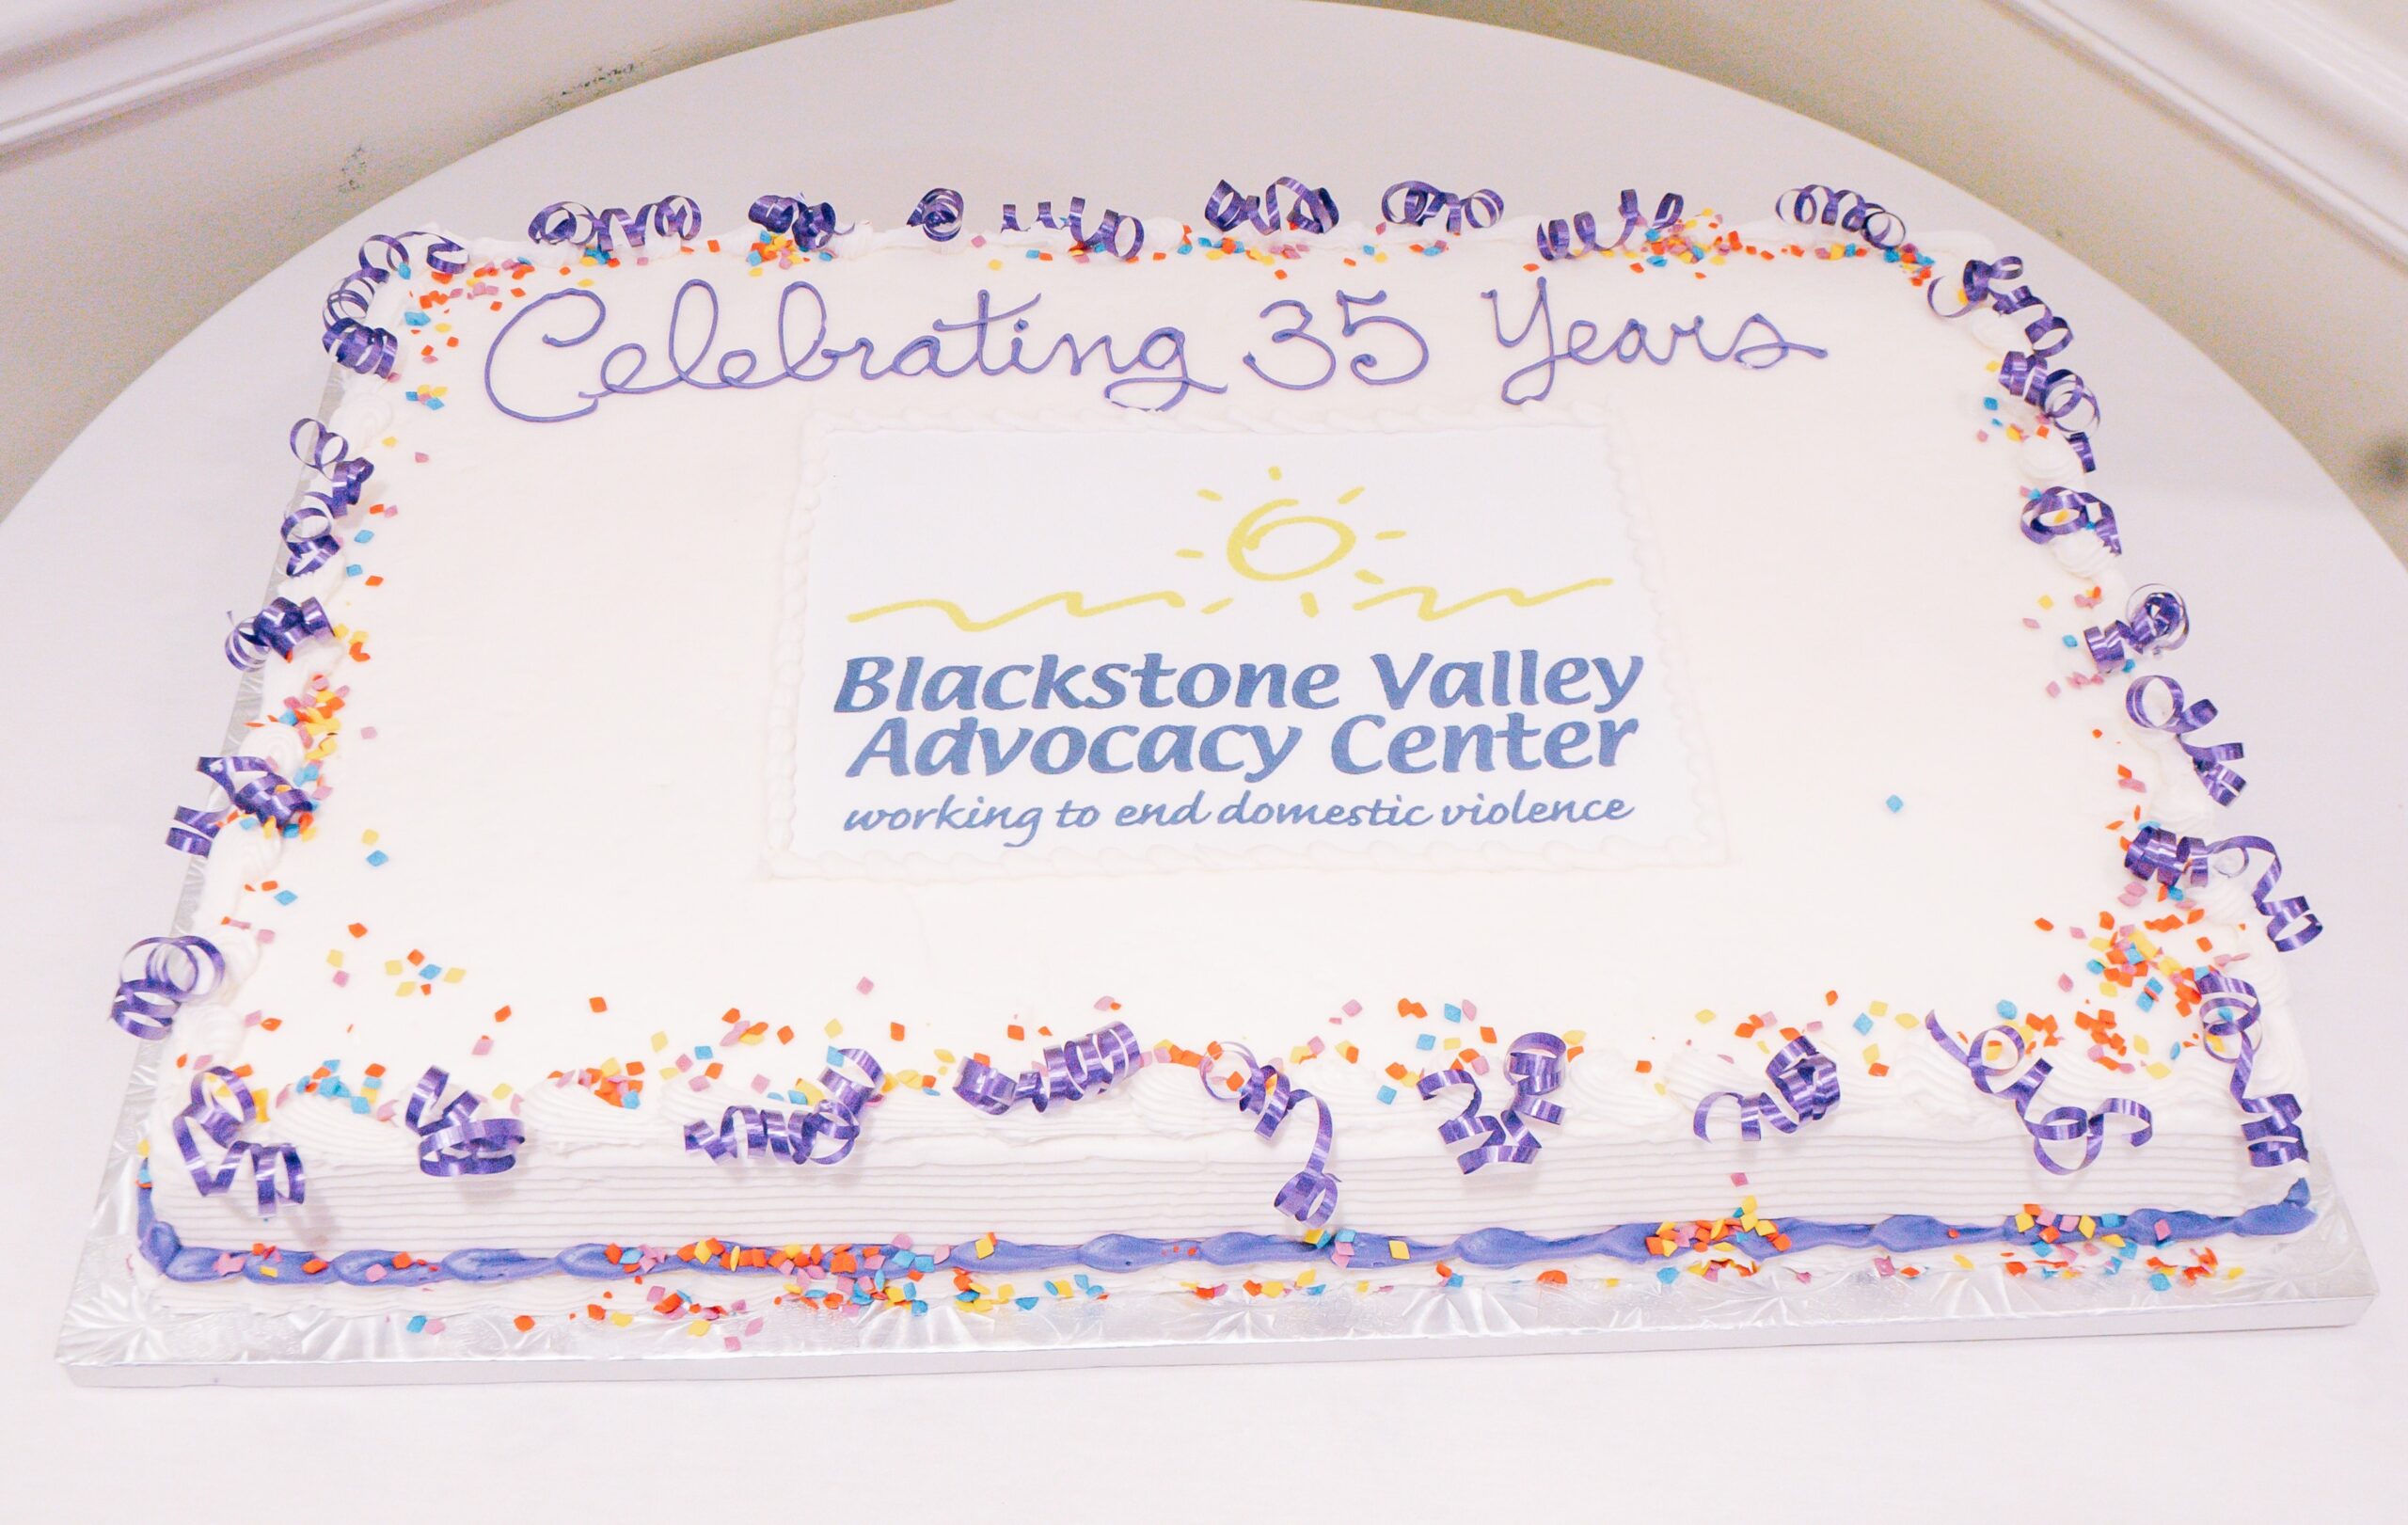 Celebrating 35 Years
Blackstone Valley
Advocacy Center
working to end domestic violence